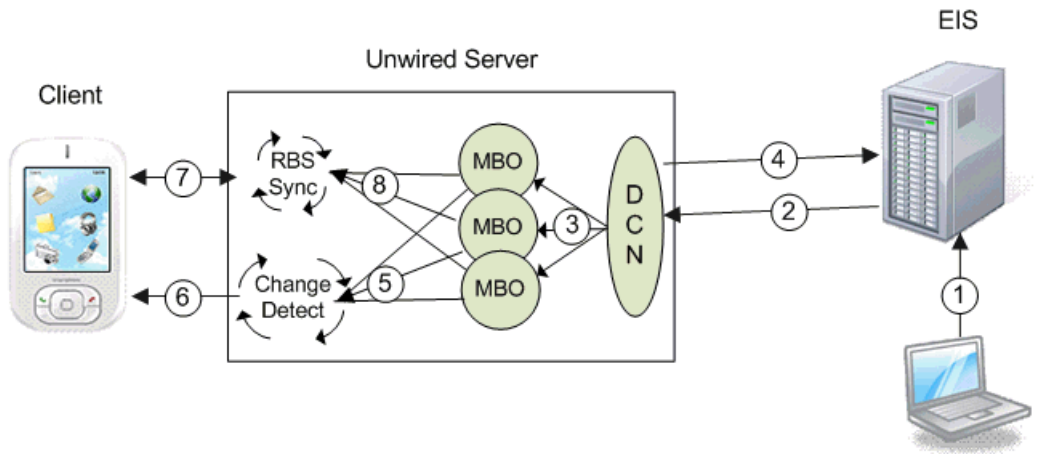 EIS
Unwired Server
Client
RBS
Sync
MBO
MBO
MBO
D
C
N
Change
Detect
1
2
3
4
5
6
7
8